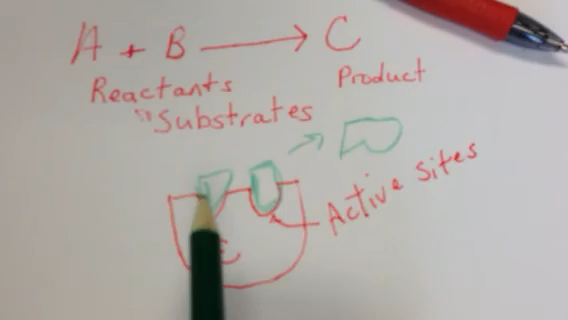 A + B → C
Reactants
Product
"Substrates
Active Sites
E